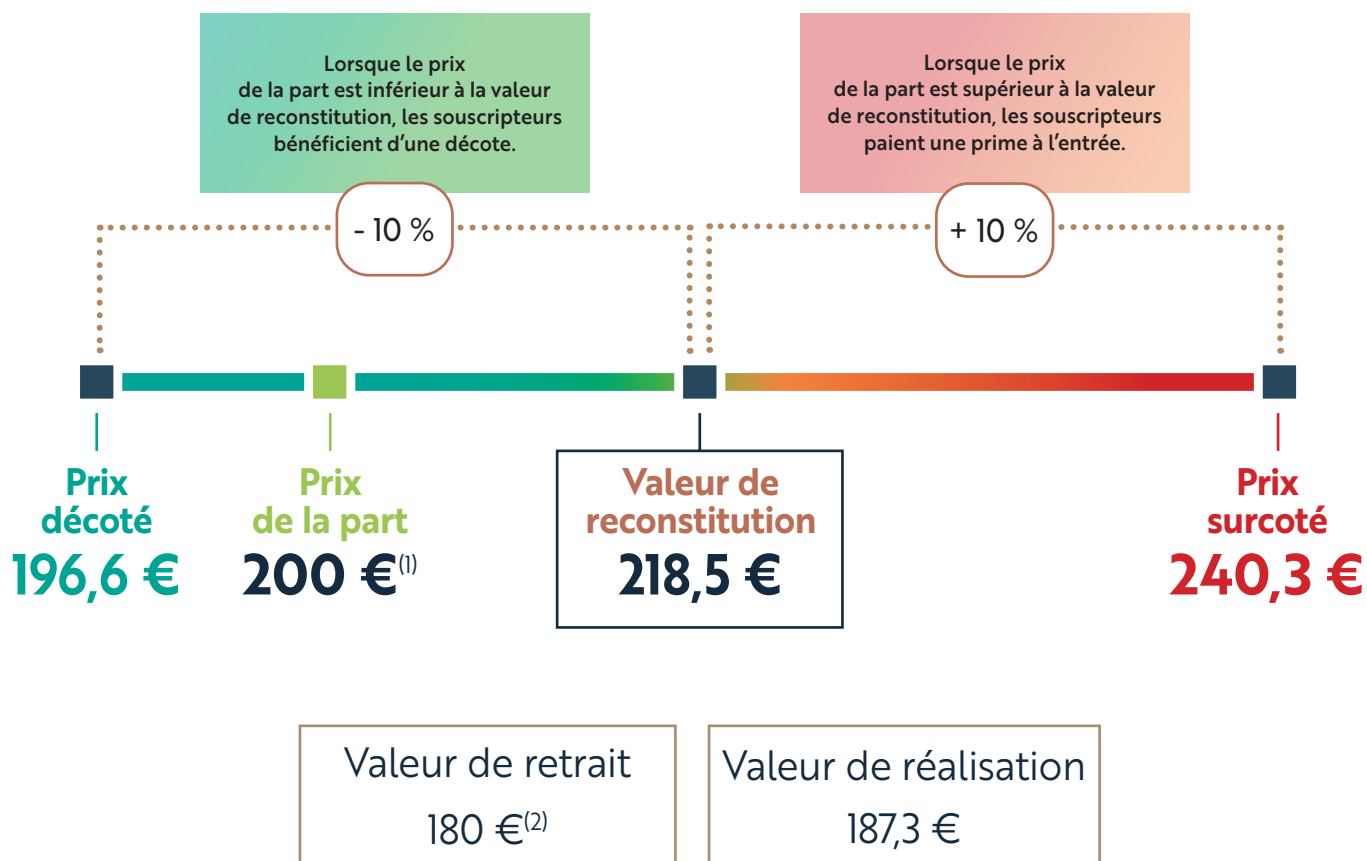 Lorsque le prix
de la part est inférieur à la valeur
de reconstitution, les souscripteurs
bénéficient d'une décote.
Lorsque le prix
de la part est supérieur à la valeur
de reconstitution, les souscripteurs
paient une prime à l'entrée.
- 10 %
+ 10 %
Prix
décoté
196,6 €
Prix
de la part
200 €(1)
Valeur de
reconstitution
218,5 €
Prix
surcoté
240,3 €
Valeur de retrait
180 €(2)
Valeur de réalisation
187,3 €